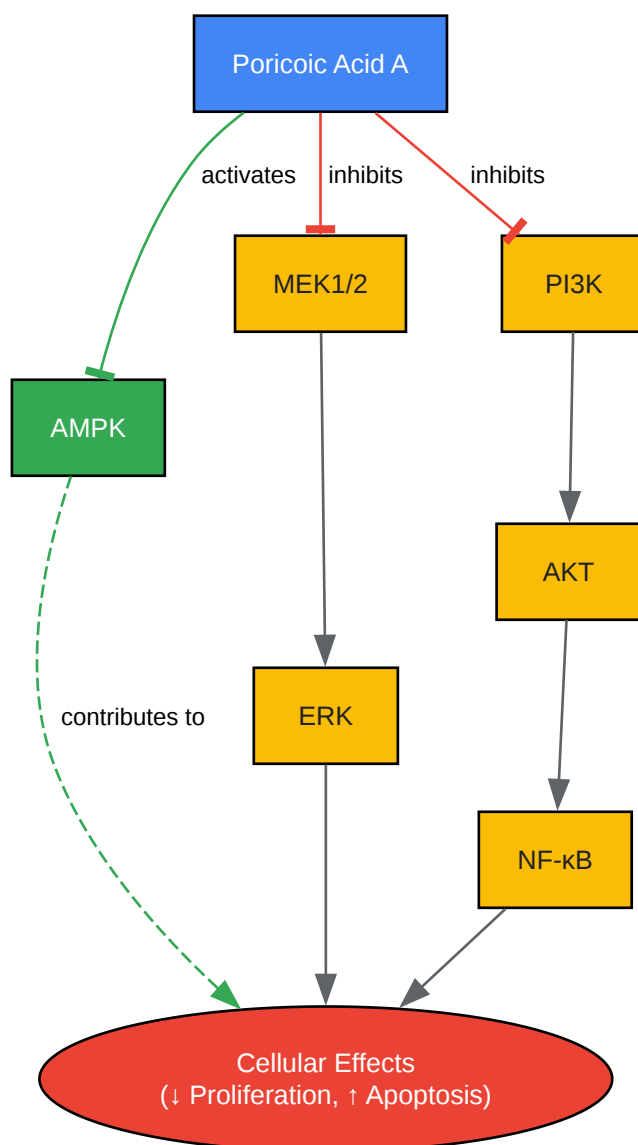 Poricoic Acid A
activates
inhibits
inhibits
MEK1/2
PI3K
AMPK
AKT
ERK
contributes to
NF-κB
Cellular Effects
(↓ Proliferation, ↑ Apoptosis)